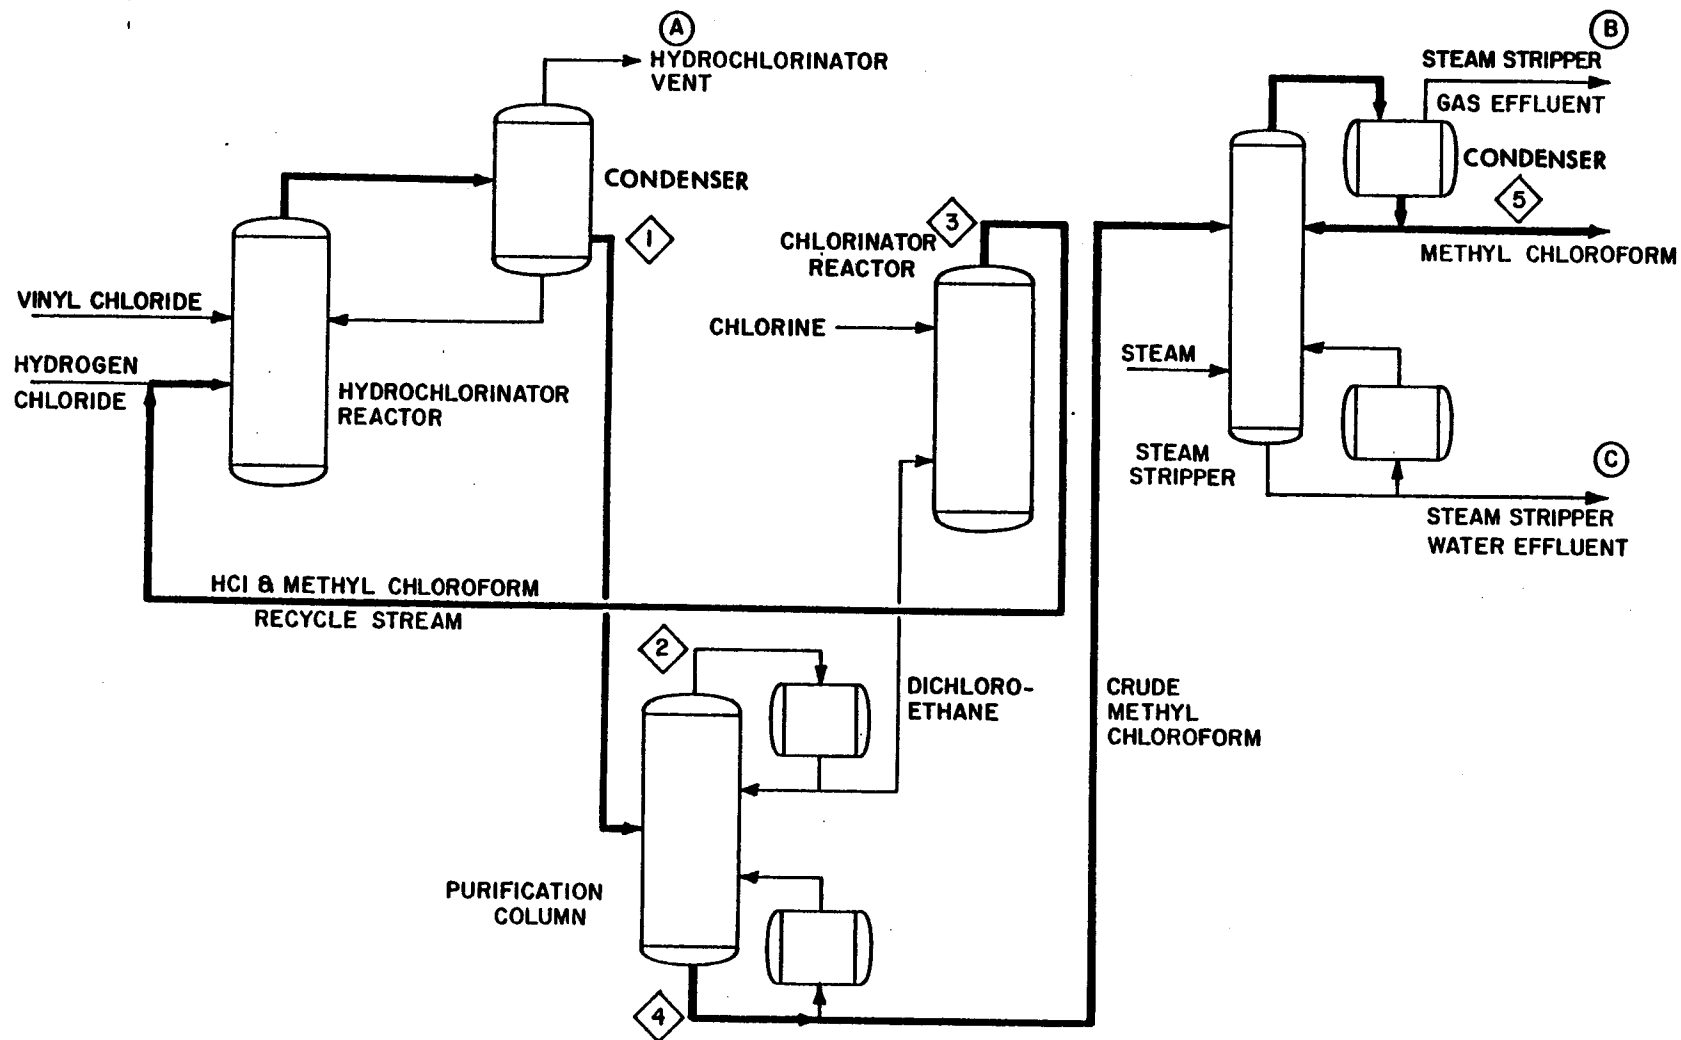 A
HYDROCHLORINATOR
VENT
B
STEAM STRIPPER
GAS EFFLUENT
CONDENSER
5
METHYL CHLOROFORM
CONDENSER
1
3
CHLORINATOR
REACTOR
VINYL CHLORIDE
CHLORINE
HYDROGEN
CHLORIDE
HYDROCHLORINATOR
REACTOR
STEAM
STEAM
STRIPPER
C
STEAM STRIPPER
WATER EFFLUENT
HCl & METHYL CHLOROFORM
RECYCLE STREAM
2
DICHLORO-
ETHANE
CRUDE
METHYL
CHLOROFORM
PURIFICATION
COLUMN
4